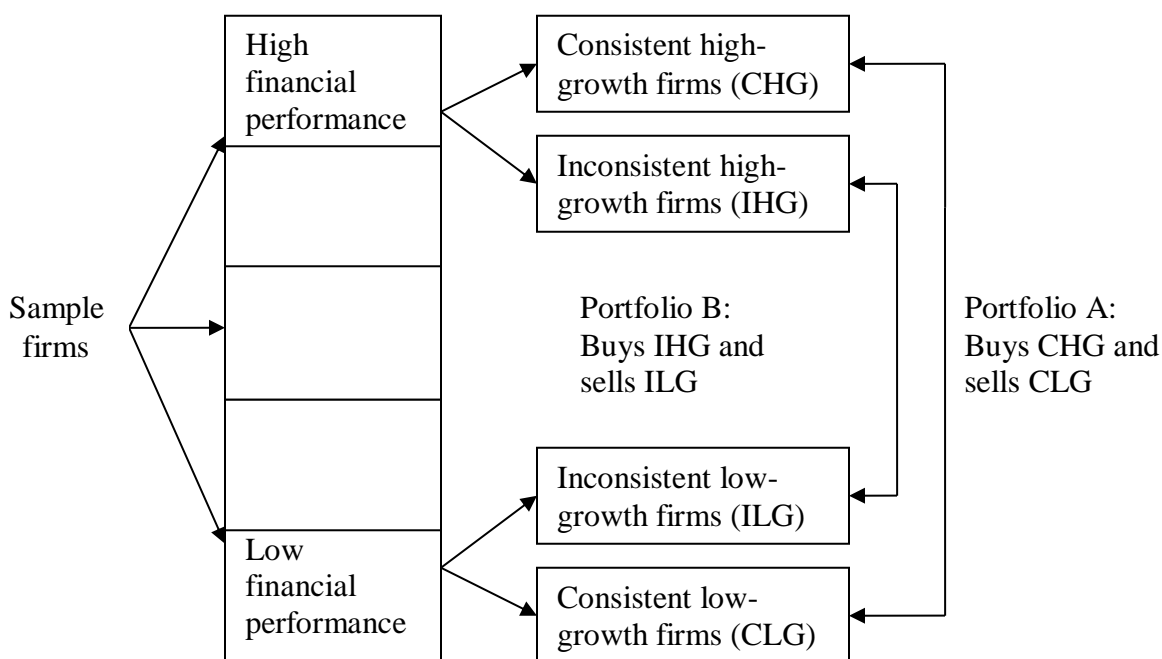 High
financial
performance
Consistent high-
growth firms (CHG)
Inconsistent high-
growth firms (IHG)
Sample
firms
Portfolio B:
Buys IHG and
sells ILG
Portfolio A:
Buys CHG and
sells CLG
Inconsistent low-
growth firms (ILG)
Low
financial
performance
Consistent low-
growth firms (CLG)